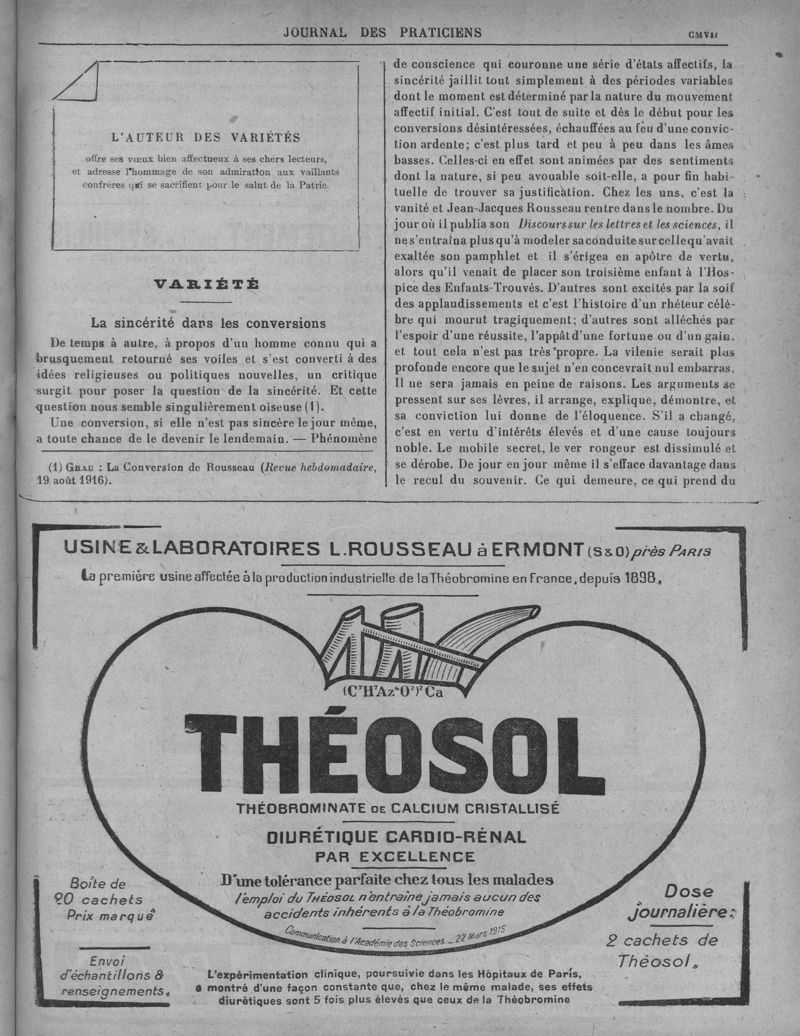 JOURNAL DES PRATICIENS
L'AUTEUR DES VARIÉTÉS
offre ses vœux bien affectueux à ses chers lecteurs,
et adresse l'hommage de son admiration aux vaillants
confrères qui se sacrifient pour le salut de la Patrie.
VARIÉTÉ
La sincérité dans les conversions
De temps à autre, à propos d'un homme connu qui a
brusquement retourné ses voiles et s'est converti à des
idées religieuses ou politiques nouvelles, un critique
surgit pour poser la question de la sincérité. Et cette
question nous semble singulièrement oiseuse (1).
Une conversion, si elle n'est pas sincère le jour même,
a toute chance de le devenir le lendemain. — Phénomène
(1) GRAU : La Conversion de Rousseau (Revue hebdomadaire,
19 août 1916).
de conscience qui couronne une série d'états affectifs, la
sincérité jaillit tout simplement à des périodes variables
dont le moment est déterminé par la nature du mouvement
affectif initial. C'est tout de suite et dès le début pour les
conversions désintéressées, échauffées au feu d'une convic-
tion ardente; c'est plus tard et peu à peu dans les âmes
basses. Celles-ci en effet sont animées par des sentiments
dont la nature, si peu avouable soit-elle, a pour fin habi-
tuelle de trouver sa justification. Chez les uns, c'est la
vanité et Jean-Jacques Rousseau rentre dans le nombre. Du
jour où il publia son Discours sur les lettres et les sciences, il
ne s'entraîna plus qu'à modeler sa conduite sur celle qu'avait
exaltée son pamphlet et il s'érigea en apôtre de vertu,
alors qu'il venait de placer son troisième enfant à l'Hos-
pice des Enfants-Trouvés. D'autres sont excités par la soif
des applaudissements et c'est l'histoire d'un rhéteur célè-
bre qui mourut tragiquement; d'autres sont alléchés par
l'espoir d'une réussite, l'appât d'une fortune ou d'un gain,
et tout cela n'est pas très propre. La vilenie serait plus
profonde encore que le sujet n'en concevrait nul embarras.
Il ne sera jamais en peine de raisons. Les arguments se
pressent sur ses lèvres, il arrange, explique, démontre, et
sa conviction lui donne de l'éloquence. S'il a changé,
c'est en vertu d'intérêts élevés et d'une cause toujours
noble. Le mobile secret, le ver rongeur est dissimulé et
se dérobe. De jour en jour même il s'efface davantage dans
le recul du souvenir. Ce qui demeure, ce qui prend du
USINE & LABORATOIRES L. ROUSSEAU à ERMONT (S & O) près PARIS
La première usine affectée à la production industrielle de la Théobromine en France, depuis 1898.
(C⁷H⁷Az⁴O²)²Ca
THÉOSOL
THÉOBROMINATE DE CALCIUM CRISTALLISÉ
DIURÉTIQUE CARDIO-RÉNAL
PAR EXCELLENCE
D'une tolérance parfaite chez tous les malades
l'emploi du THÉOSOL n'entraîne jamais aucun des
accidents inhérents à la Théobromine
Communication à l'Académie des Sciences _ 22 Mars 1915
Boîte de
20 cachets
Prix marqué
Envoi
d'échantillons &
renseignements.
Dose
journalière:
2 cachets de
Théosol.
L'expérimentation clinique, poursuivie dans les Hôpitaux de Paris,
a montré d'une façon constante que, chez le même malade, ses effets
diurétiques sont 5 fois plus élevés que ceux de la Théobromine